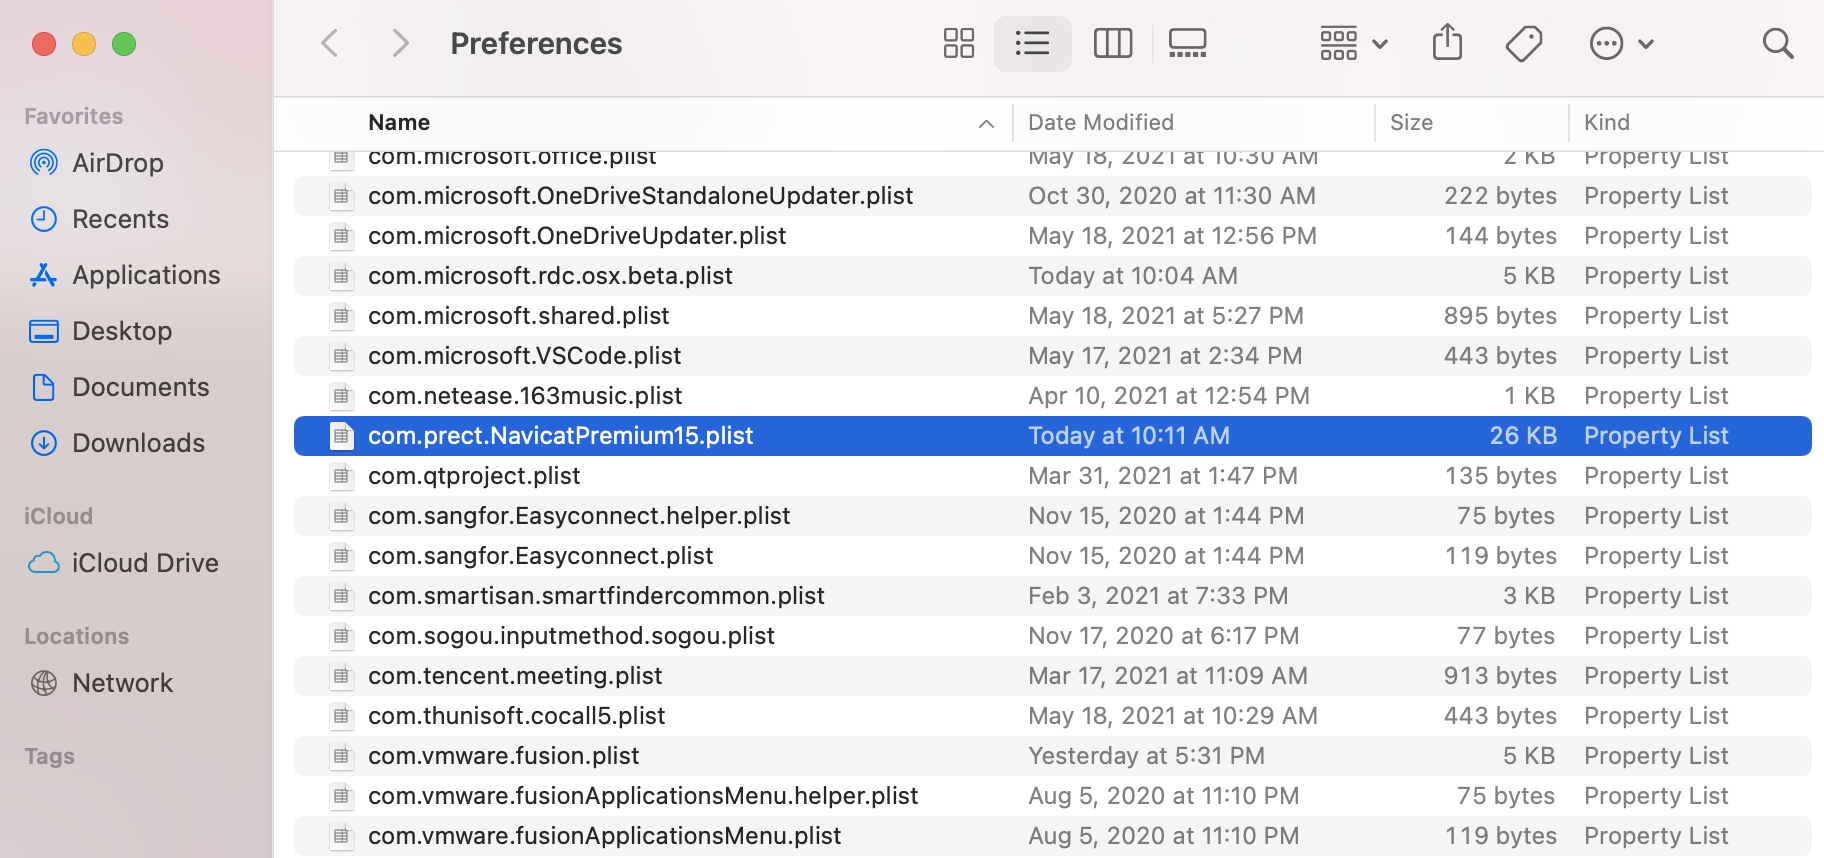 Preferences
Favorites
AirDrop
Recents
Applications
Desktop
Documents
Downloads
iCloud
iCloud Drive
Locations
Network
Tags
Name Date Modified Size Kind
com.microsoft.office.plist May 18, 2021 at 10:30 AM 2 KB Property List
com.microsoft.OneDriveStandaloneUpdater.plist Oct 30, 2020 at 11:30 AM 222 bytes Property List
com.microsoft.OneDriveUpdater.plist May 18, 2021 at 12:56 PM 144 bytes Property List
com.microsoft.rdc.osx.beta.plist Today at 10:04 AM 5 KB Property List
com.microsoft.shared.plist May 18, 2021 at 5:27 PM 895 bytes Property List
com.microsoft.VSCode.plist May 17, 2021 at 2:34 PM 443 bytes Property List
com.netease.163music.plist Apr 10, 2021 at 12:54 PM 1 KB Property List
com.prect.NavicatPremium15.plist Today at 10:11 AM 26 KB Property List
com.qtproject.plist Mar 31, 2021 at 1:47 PM 135 bytes Property List
com.sangfor.Easyconnect.helper.plist Nov 15, 2020 at 1:44 PM 75 bytes Property List
com.sangfor.Easyconnect.plist Nov 15, 2020 at 1:44 PM 119 bytes Property List
com.smartisan.smartfindercommon.plist Feb 3, 2021 at 7:33 PM 3 KB Property List
com.sogou.inputmethod.sogou.plist Nov 17, 2020 at 6:17 PM 77 bytes Property List
com.tencent.meeting.plist Mar 17, 2021 at 11:09 AM 913 bytes Property List
com.thunisoft.cocall5.plist May 18, 2021 at 10:29 AM 443 bytes Property List
com.vmware.fusion.plist Yesterday at 5:31 PM 5 KB Property List
com.vmware.fusionApplicationsMenu.helper.plist Aug 5, 2020 at 11:10 PM 75 bytes Property List
com.vmware.fusionApplicationsMenu.plist Aug 5, 2020 at 11:10 PM 119 bytes Property List